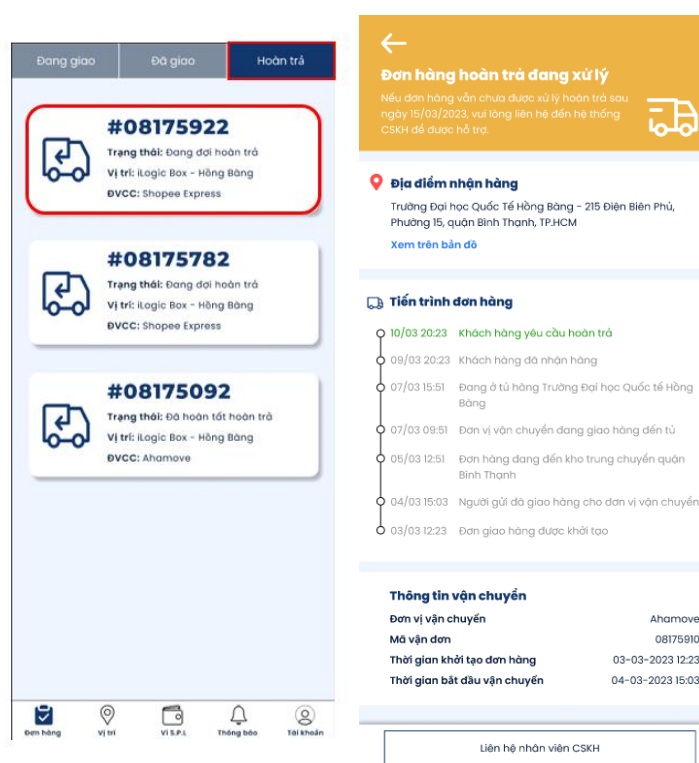 Đang giao
Đã giao
Hoàn trả
#08175922
Trạng thái: Đang đợi hoàn trả
Vị trí: iLogic Box - Hồng Bàng
ĐVCC: Shopee Express
#08175782
Trạng thái: Đang đợi hoàn trả
Vị trí: iLogic Box - Hồng Bàng
ĐVCC: Shopee Express
#08175092
Trạng thái: Đã hoàn tất hoàn trả
Vị trí: iLogic Box - Hồng Bàng
ĐVCC: Ahamove
Đơn hàng
Vị trí
Ví S.P.L
Thông báo
Tài khoản
Đơn hàng hoàn trả đang xử lý
Nếu đơn hàng vẫn chưa được xử lý hoàn trả sau
ngày 15/03/2023, vui lòng liên hệ đến hệ thống
CSKH để được hỗ trợ.
Địa điểm nhận hàng
Trường Đại học Quốc Tế Hồng Bàng - 215 Điện Biên Phủ,
Phường 15, quận Bình Thạnh, TP.HCM
Xem trên bản đồ
Tiến trình đơn hàng
10/03 20:23 Khách hàng yêu cầu hoàn trả
09/03 20:23 Khách hàng đã nhận hàng
07/03 15:51 Đang ở tủ hàng Trường Đại học Quốc tế Hồng
Bàng
07/03 09:51 Đơn vị vận chuyển đang giao hàng đến tủ
05/03 12:51 Đơn hàng đang đến kho trung chuyển quận
Bình Thạnh
04/03 15:03 Người gửi đã giao hàng cho đơn vị vận chuyển
03/03 12:23 Đơn giao hàng được khởi tạo
Thông tin vận chuyển
Đơn vị vận chuyển Ahamove
Mã vận đơn 08175910
Thời gian khởi tạo đơn hàng 03-03-2023 12:23
Thời gian bắt đầu vận chuyển 04-03-2023 15:03
Liên hệ nhân viên CSKH